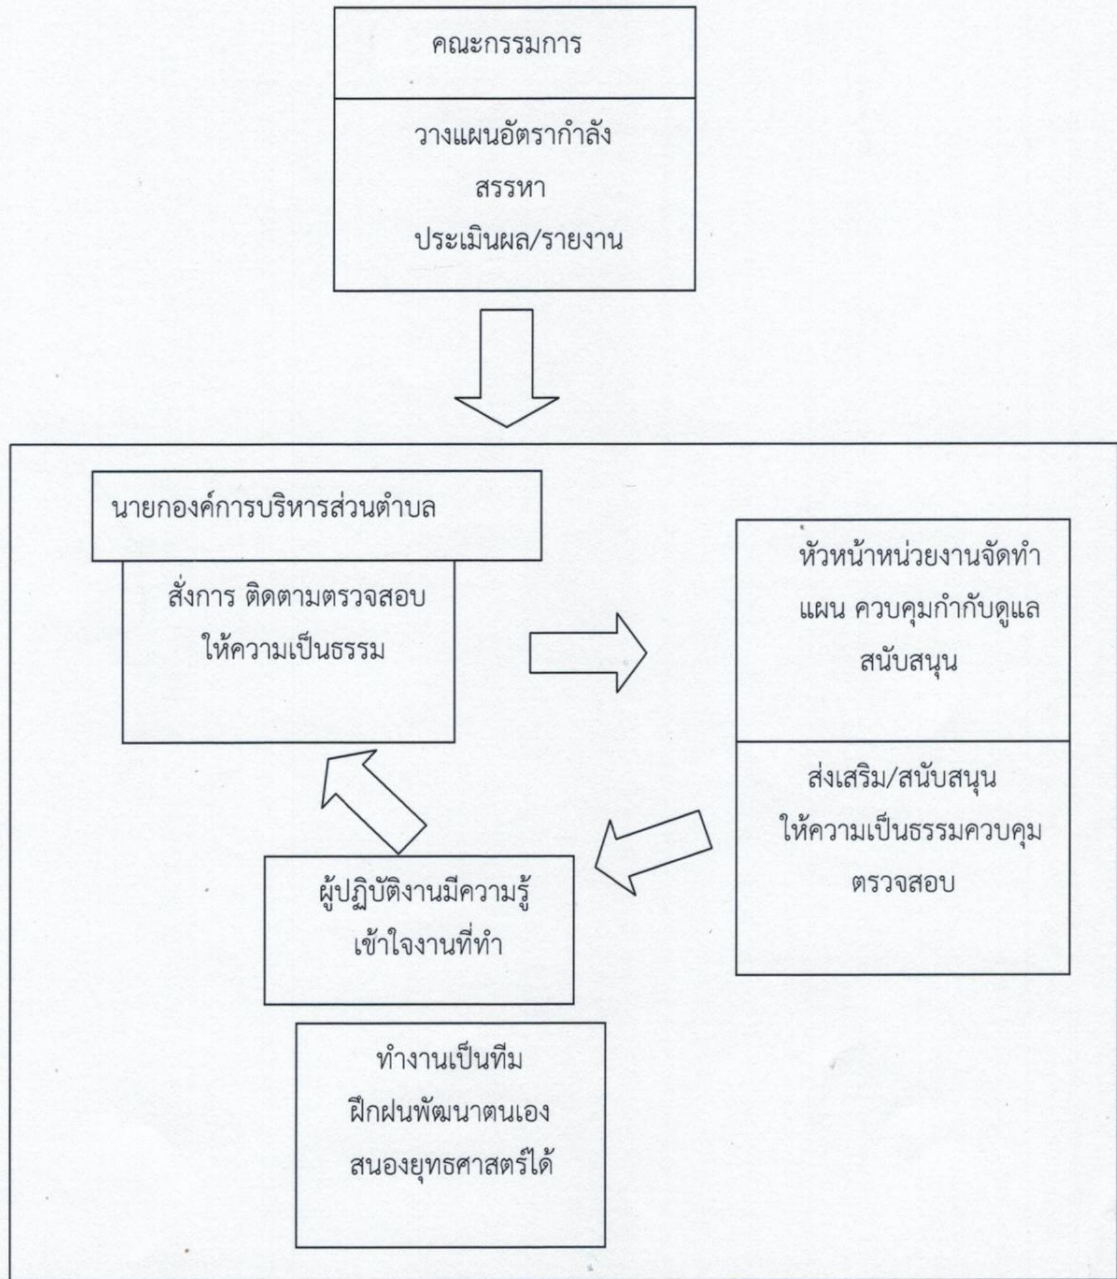 คณะกรรมการ
วางแผนอัตรากำลัง
สรรหา
ประเมินผล/รายงาน
นายกองค์การบริหารส่วนตำบล
สั่งการ ติดตามตรวจสอบ
ให้ความเป็นธรรม
หัวหน้าหน่วยงานจัดทำ
แผน ควบคุมกำกับดูแล
สนับสนุน
ส่งเสริม/สนับสนุน
ให้ความเป็นธรรมควบคุม
ตรวจสอบ
ผู้ปฏิบัติงานมีความรู้
เข้าใจงานที่ทำ
ทำงานเป็นทีม
ฝึกฝนพัฒนาตนเอง
สนองยุทธศาสตร์ได้